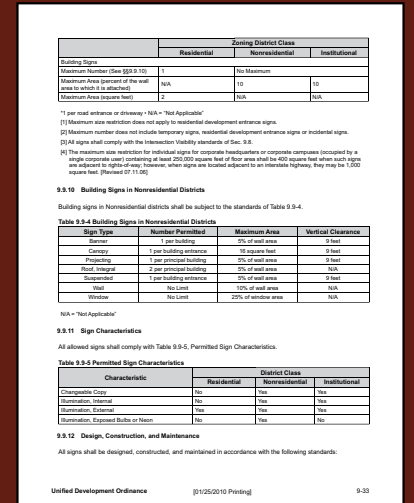 Zoning District Class
Residential Nonresidential Institutional
Building Signs
Maximum Number (See §§9.9.10) 1 No Maximum
Maximum Area (percent of the wall area to which it is attached) N/A 10 10
Maximum Area (square feet) 2 N/A N/A
*1 per road entrance or driveway • N/A = "Not Applicable"
[1] Maximum size restriction does not apply to residential development entrance signs.
[2] Maximum number does not include temporary signs, residential development entrance signs or incidental signs.
[3] All signs shall comply with the Intersection Visibility standards of Sec. 9.8.
[4] The maximum size restriction for individual signs for corporate headquarters or corporate campuses (occupied by a
single corporate user) containing at least 250,000 square feet of floor area shall be 400 square feet when such signs
are adjacent to rights-of-way; however, when signs are located adjacent to an interstate highway, they may be 1,000
square feet. [Revised 07.11.06]
9.9.10 Building Signs in Nonresidential Districts
Building signs in Nonresidential districts shall be subject to the standards of Table 9.9-4.
Table 9.9-4 Building Signs in Nonresidential Districts
Sign Type Number Permitted Maximum Area Vertical Clearance
Banner 1 per building 5% of wall area 9 feet
Canopy 1 per building entrance 16 square feet 9 feet
Projecting 1 per principal building 5% of wall area 9 feet
Roof, Integral 2 per principal building 5% of wall area N/A
Suspended 1 per building entrance 5% of wall area 9 feet
Wall No Limit 10% of wall area N/A
Window No Limit 25% of window area N/A
N/A = "Not Applicable"
9.9.11 Sign Characteristics
All allowed signs shall comply with Table 9.9-5, Permitted Sign Characteristics.
Table 9.9-5 Permitted Sign Characteristics
Characteristic District Class
Residential Nonresidential Institutional
Changeable Copy No Yes Yes
Illumination, Internal No Yes Yes
Illumination, External Yes Yes Yes
Illumination, Exposed Bulbs or Neon No Yes No
9.9.12 Design, Construction, and Maintenance
All signs shall be designed, constructed, and maintained in accordance with the following standards:
Unified Development Ordinance [01/25/2010 Printing] 9-33